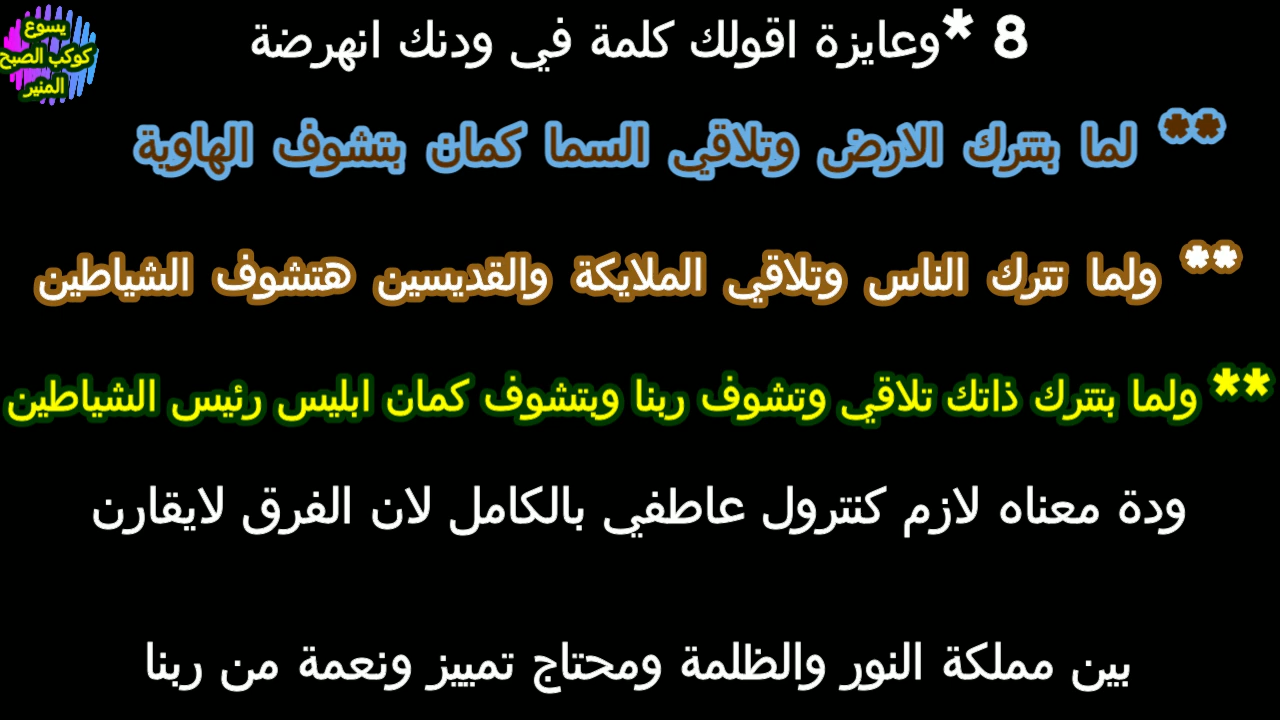 يسوع
كوكب الصبح
المنير
8 *وعايزة اقولك كلمة في ودنك انهرضة
** لما بتترك الارض وتلاقي السما كمان بتشوف الهاوية
** ولما تترك الناس وتلاقي الملايكة والقديسين هتشوف الشياطين
** ولما بتترك ذاتك تلاقي وتشوف ربنا وبتشوف كمان ابليس رئيس الشياطين
ودة معناه لازم كنترول عاطفي بالكامل لان الفرق لايقارن
بين مملكة النور والظلمة ومحتاج تمييز ونعمة من ربنا